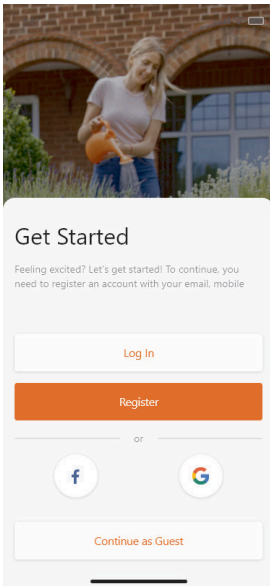 Get Started
Feeling excited? Let's get started! To continue, you
need to register an account with your email, mobile
Log In
Register
or
Continue as Guest